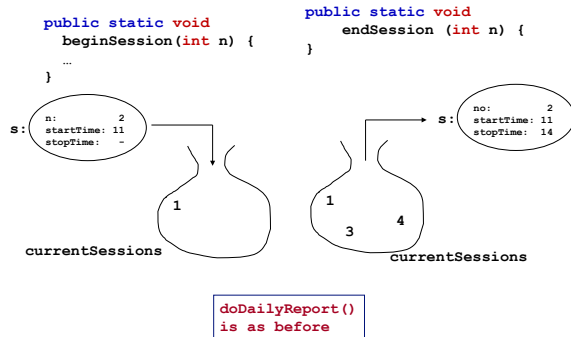 public static void
beginSession(int n) {
…
}
s:
n: 2
startTime: 11
stopTime: -
1
currentSessions
public static void
endSession (int n) {
}
s:
no: 2
startTime: 11
stopTime: 14
1
3
4
currentSessions
doDailyReport()
is as before